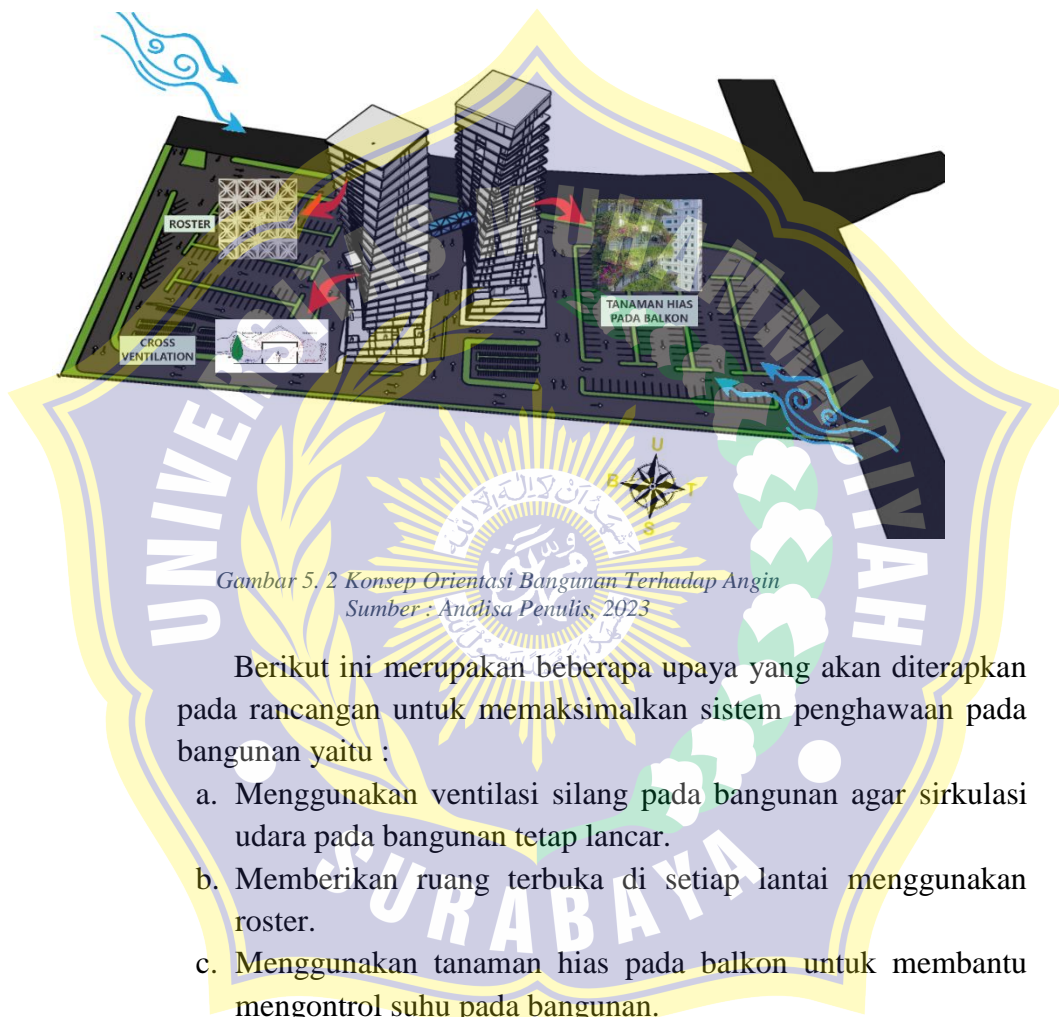 ROSTER
CROSS
VENTILATION
TANAMAN HIAS
PADA BALKON
U
B
T
S
UNIVERSITAS MUHAMMADIYAH
SURABAYA
Gambar 5. 2 Konsep Orientasi Bangunan Terhadap Angin
Sumber : Analisa Penulis, 2023
Berikut ini merupakan beberapa upaya yang akan diterapkan
pada rancangan untuk memaksimalkan sistem penghawaan pada
bangunan yaitu :
a. Menggunakan ventilasi silang pada bangunan agar sirkulasi
udara pada bangunan tetap lancar.
b. Memberikan ruang terbuka di setiap lantai menggunakan
roster.
c. Menggunakan tanaman hias pada balkon untuk membantu
mengontrol suhu pada bangunan.